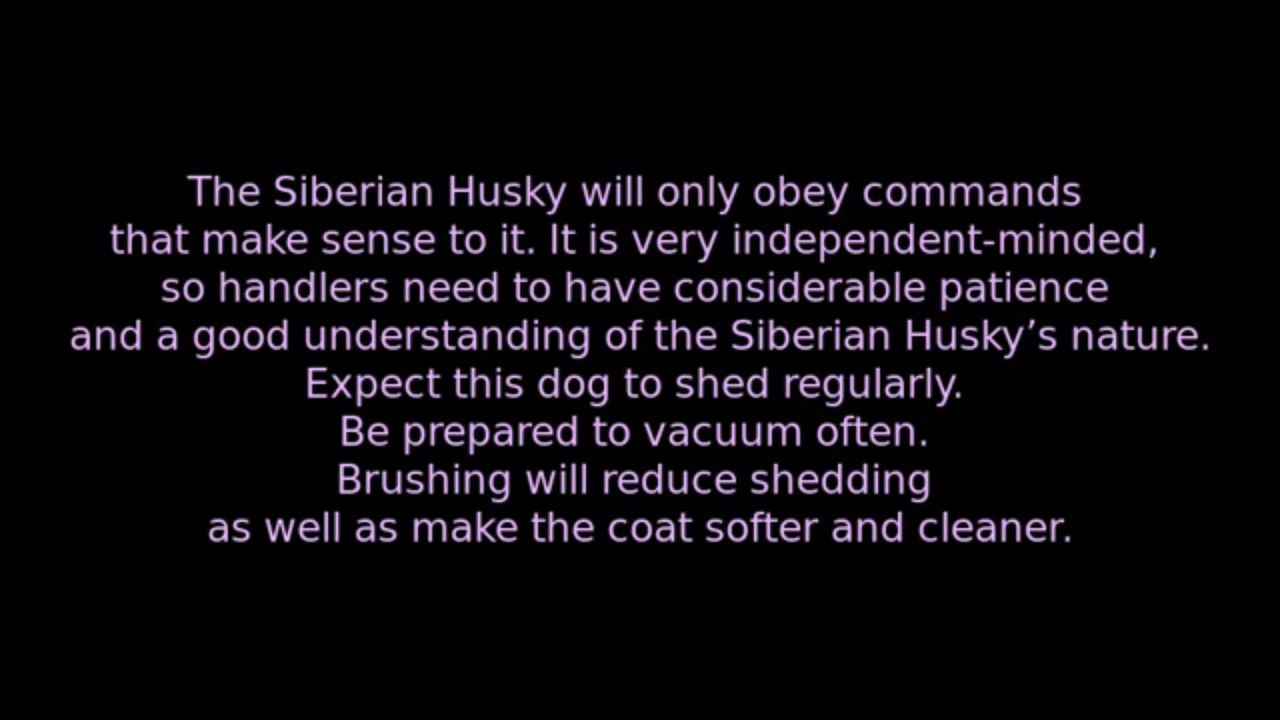 The Siberian Husky will only obey commands
that make sense to it. It is very independent-minded,
so handlers need to have considerable patience
and a good understanding of the Siberian Husky’s nature.
Expect this dog to shed regularly.
Be prepared to vacuum often.
Brushing will reduce shedding
as well as make the coat softer and cleaner.